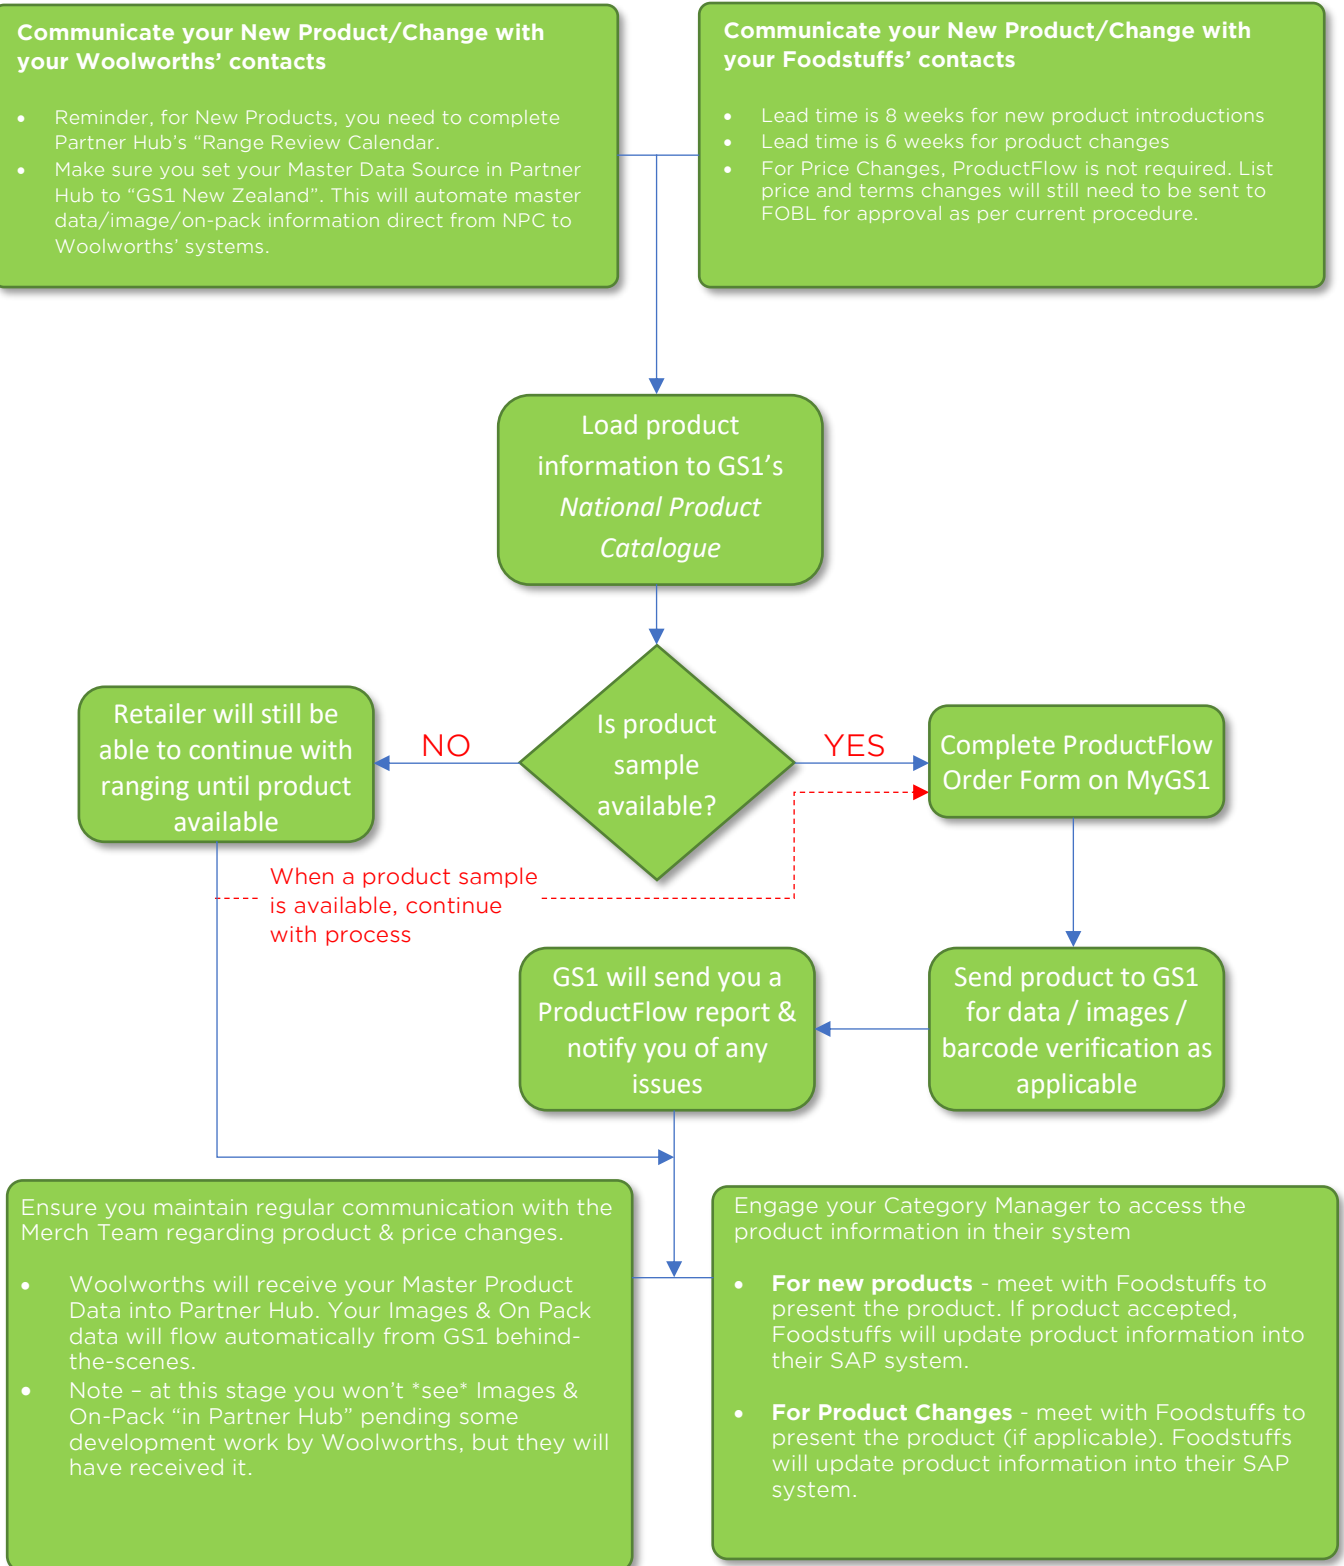 Communicate your New Product/Change with
your Woolworths’ contacts
• Reminder, for New Products, you need to complete
Partner Hub’s “Range Review Calendar.
• Make sure you set your Master Data Source in Partner
Hub to “GS1 New Zealand”. This will automate master
data/image/on-pack information direct from NPC to
Woolworths’ systems.
Communicate your New Product/Change with
your Foodstuffs’ contacts
• Lead time is 8 weeks for new product introductions
• Lead time is 6 weeks for product changes
• For Price Changes, ProductFlow is not required. List
price and terms changes will still need to be sent to
FOBL for approval as per current procedure.
Load product
information to GS1’s
National Product
Catalogue
Is product
sample
available?
NO
YES
Retailer will still be
able to continue with
ranging until product
available
Complete ProductFlow
Order Form on MyGS1
When a product sample
is available, continue
with process
GS1 will send you a
ProductFlow report &
notify you of any
issues
Send product to GS1
for data / images /
barcode verification as
applicable
Ensure you maintain regular communication with the
Merch Team regarding product & price changes.
• Woolworths will receive your Master Product
Data into Partner Hub. Your Images & On Pack
data will flow automatically from GS1 behind-
the-scenes.
• Note – at this stage you won’t *see* Images &
On-Pack “in Partner Hub” pending some
development work by Woolworths, but they will
have received it.
Engage your Category Manager to access the
product information in their system
• For new products - meet with Foodstuffs to
present the product. If product accepted,
Foodstuffs will update product information into
their SAP system.
• For Product Changes - meet with Foodstuffs to
present the product (if applicable). Foodstuffs
will update product information into their SAP
system.